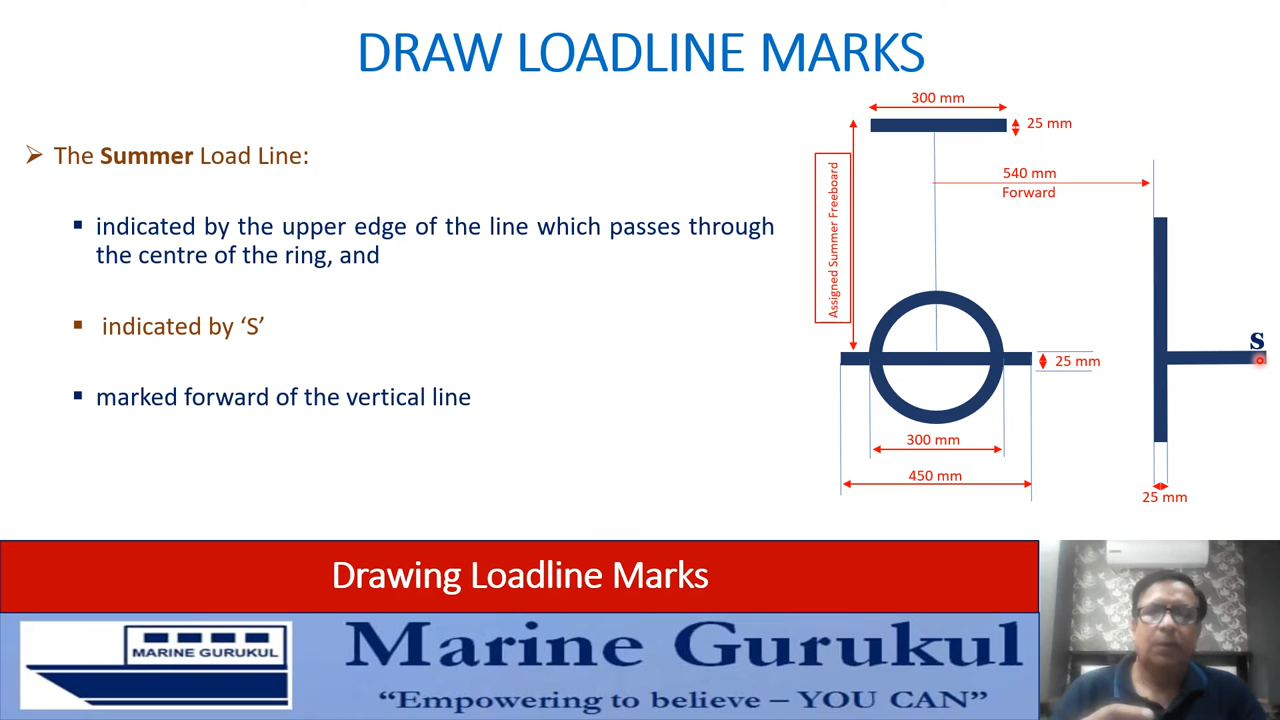 DRAW LOADLINE MARKS
➢ The Summer Load Line:
▪ indicated by the upper edge of the line which passes through
the centre of the ring, and
▪ indicated by ‘S’
▪ marked forward of the vertical line
300 mm
25 mm
540 mm
Forward
Assigned Summer Freeboard
S
25 mm
300 mm
450 mm
25 mm
Drawing Loadline Marks
MARINE GURUKUL
Marine Gurukul
“Empowering to believe – YOU CAN”